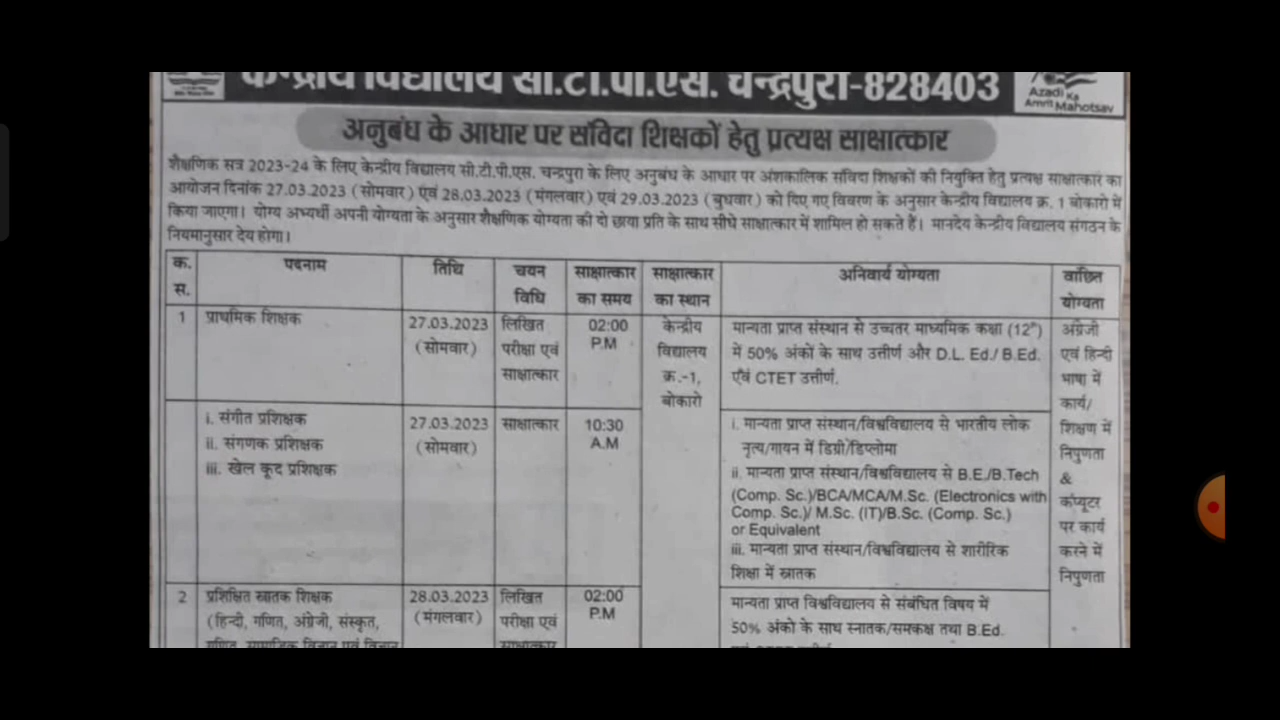 केन्द्रीय विद्यालय सी.टी.पी.एस. चन्द्रपुरा-828403
Azadi Ka
Amrit Mahotsav
अनुबंध के आधार पर संविदा शिक्षकों हेतु प्रत्यक्ष साक्षात्कार
शैक्षणिक सत्र 2023-24 के लिए केन्द्रीय विद्यालय सी.टी.पी.एस. चन्द्रपुरा के लिए अनुबंध के आधार पर अंशकालिक संविदा शिक्षकों की नियुक्ति हेतु प्रत्यक्ष साक्षात्कार का
आयोजन दिनांक 27.03.2023 (सोमवार) एवं 28.03.2023 (मंगलवार) एवं 29.03.2023 (बुधवार) को दिए गए विवरण के अनुसार केन्द्रीय विद्यालय क्र. 1 बोकारो में
किया जाएगा। योग्य अभ्यर्थी अपनी योग्यता के अनुसार शैक्षणिक योग्यता की दो छाया प्रति के साथ सीधे साक्षात्कार में शामिल हो सकते हैं। मानदेय केन्द्रीय विद्यालय संगठन के
नियमानुसार देय होगा।
क.
स.
पदनाम
तिथि
चयन
विधि
साक्षात्कार
का समय
साक्षात्कार
का स्थान
अनिवार्य योग्यता
वांछित
योग्यता
1
प्राथमिक शिक्षक
27.03.2023
(सोमवार)
लिखित
परीक्षा एवं
साक्षात्कार
02:00
P.M
केन्द्रीय
विद्यालय
क्र.-1,
बोकारो
मान्यता प्राप्त संस्थान से उच्चतर माध्यमिक कक्षा (12")
में 50% अंकों के साथ उत्तीर्ण और D.L. Ed./ B.Ed.
एवं CTET उत्तीर्ण.
अंग्रेजी
एवं हिन्दी
भाषा में
कार्य/
शिक्षण में
निपुणता
&
कंप्यूटर
पर कार्य
करने में
निपुणता
i. संगीत प्रशिक्षक
ii. संगणक प्रशिक्षक
iii. खेल कूद प्रशिक्षक
27.03.2023
(सोमवार)
साक्षात्कार
10:30
A.M
i. मान्यता प्राप्त संस्थान/विश्वविद्यालय से भारतीय लोक
नृत्य/गायन में डिग्री/डिप्लोमा
ii. मान्यता प्राप्त संस्थान/विश्वविद्यालय से B.E./B.Tech
(Comp. Sc.)/BCA/MCA/M.Sc. (Electronics with
Comp. Sc.)/ M.Sc. (IT)/B.Sc. (Comp. Sc.)
or Equivalent
iii. मान्यता प्राप्त संस्थान/विश्वविद्यालय से शारीरिक
शिक्षा में स्नातक
2
प्रशिक्षित स्नातक शिक्षक
(हिन्दी, गणित, अंग्रेजी, संस्कृत,
गणित, सामाजिक विज्ञान एवं विज्ञान
28.03.2023
(मंगलवार)
लिखित
परीक्षा एवं
साक्षात्कार
02:00
P.M
मान्यता प्राप्त विश्वविद्यालय से संबंधित विषय में
50% अंको के साथ स्नातक/समकक्ष तथा B.Ed.